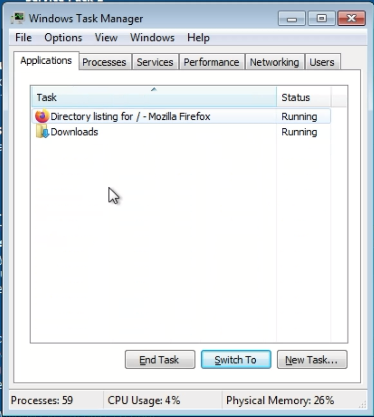 Windows Task Manager
File Options View Windows Help
Applications Processes Services Performance Networking Users
Task Status
Directory listing for / - Mozilla Firefox Running
Downloads Running
End Task Switch To New Task...
Processes: 59 CPU Usage: 4% Physical Memory: 26%